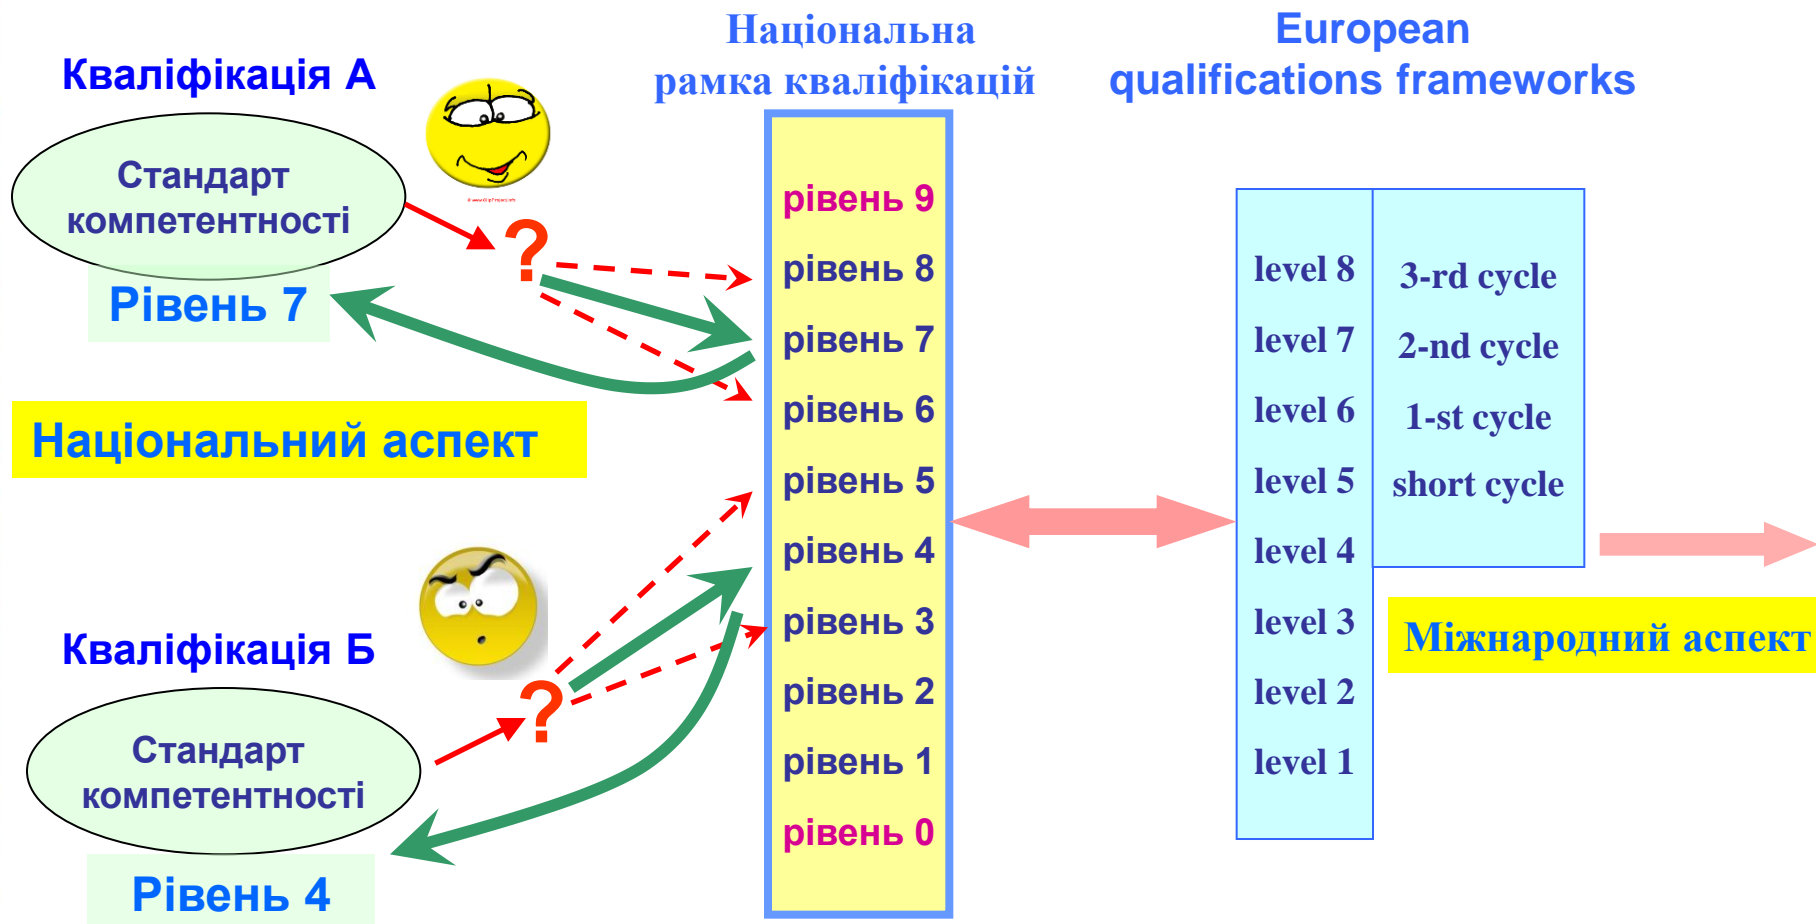 Національна
рамка кваліфікацій
European
qualifications frameworks
Кваліфікація А
Стандарт
компетентності
Рівень 7
?
Національний аспект
Кваліфікація Б
?
Стандарт
компетентності
Рівень 4
рівень 9
рівень 8
рівень 7
рівень 6
рівень 5
рівень 4
рівень 3
рівень 2
рівень 1
рівень 0
level 8
level 7
level 6
level 5
level 4
level 3
level 2
level 1
3-rd cycle
2-nd cycle
1-st cycle
short cycle
Міжнародний аспект